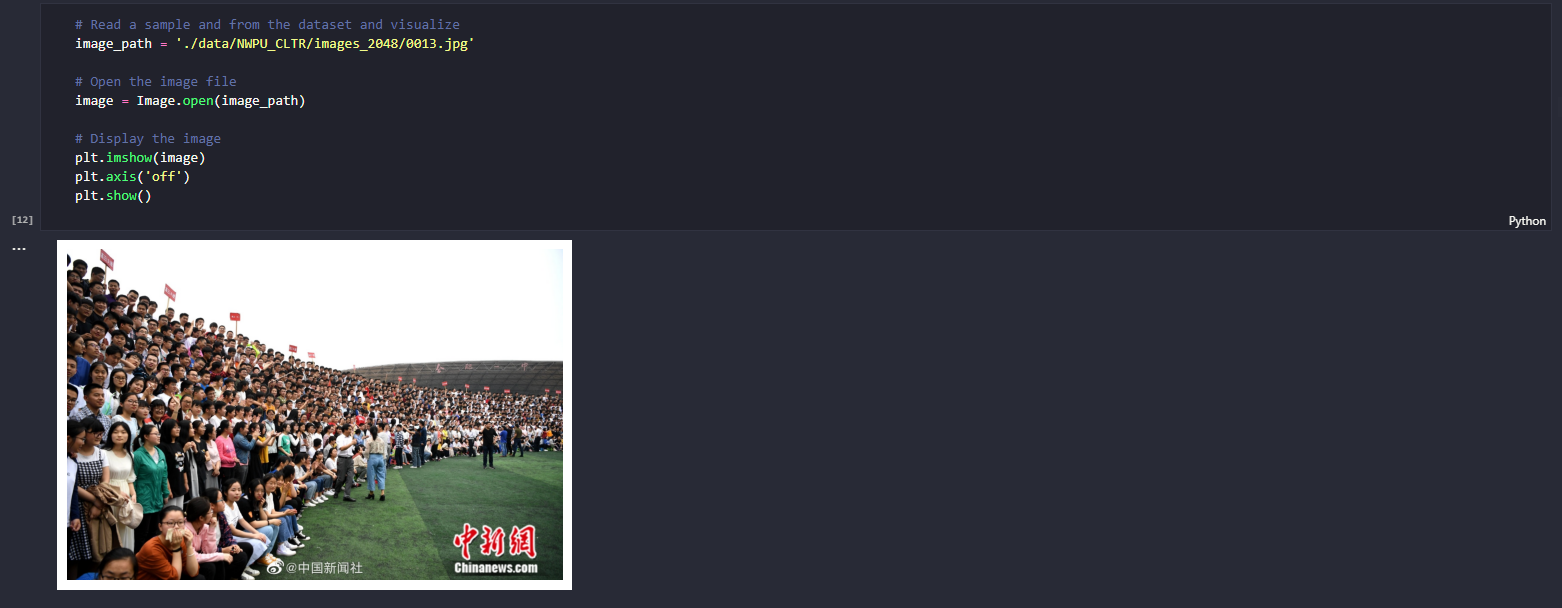 # Read a sample and from the dataset and visualize
image_path = './data/NWPU_CLTR/images_2048/0013.jpg'
# Open the image file
image = Image.open(image_path)
# Display the image
plt.imshow(image)
plt.axis('off')
plt.show()
[12]
Python
...
中新網
Chinanews.com
@中国新闻社